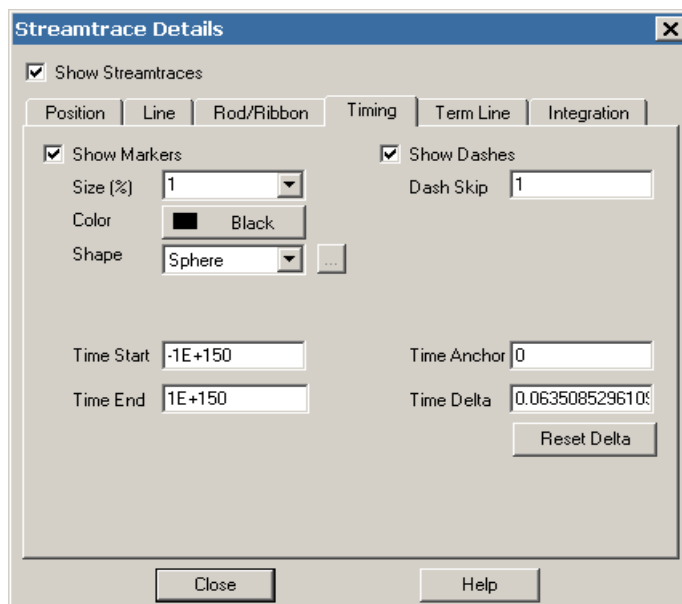 Streamtrace Details
Show Streamtraces
Position Line Rod/Ribbon Timing Term Line Integration
Show Markers Show Dashes
Size (%) 1 Dash Skip 1
Color Black
Shape Sphere ...
Time Start -1E+150 Time Anchor 0
Time End 1E+150 Time Delta 0.0635085296109
Reset Delta
Close Help